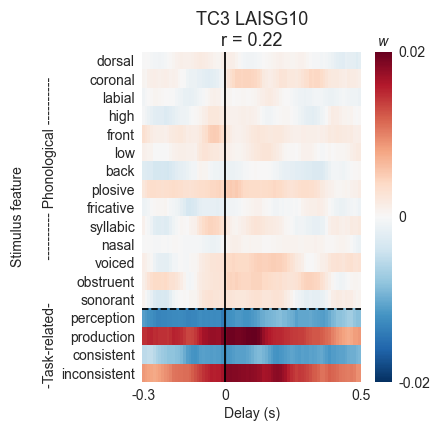 TC3 LAISG10
r = 0.22
w
dorsal
coronal
labial
high
front
low
back
plosive
fricative
syllabic
nasal
voiced
obstruent
sonorant
perception
production
consistent
inconsistent
Stimulus feature
---------- Phonological ----------
-Task-related-
0.02
0
-0.02
-0.3 0 0.5
Delay (s)